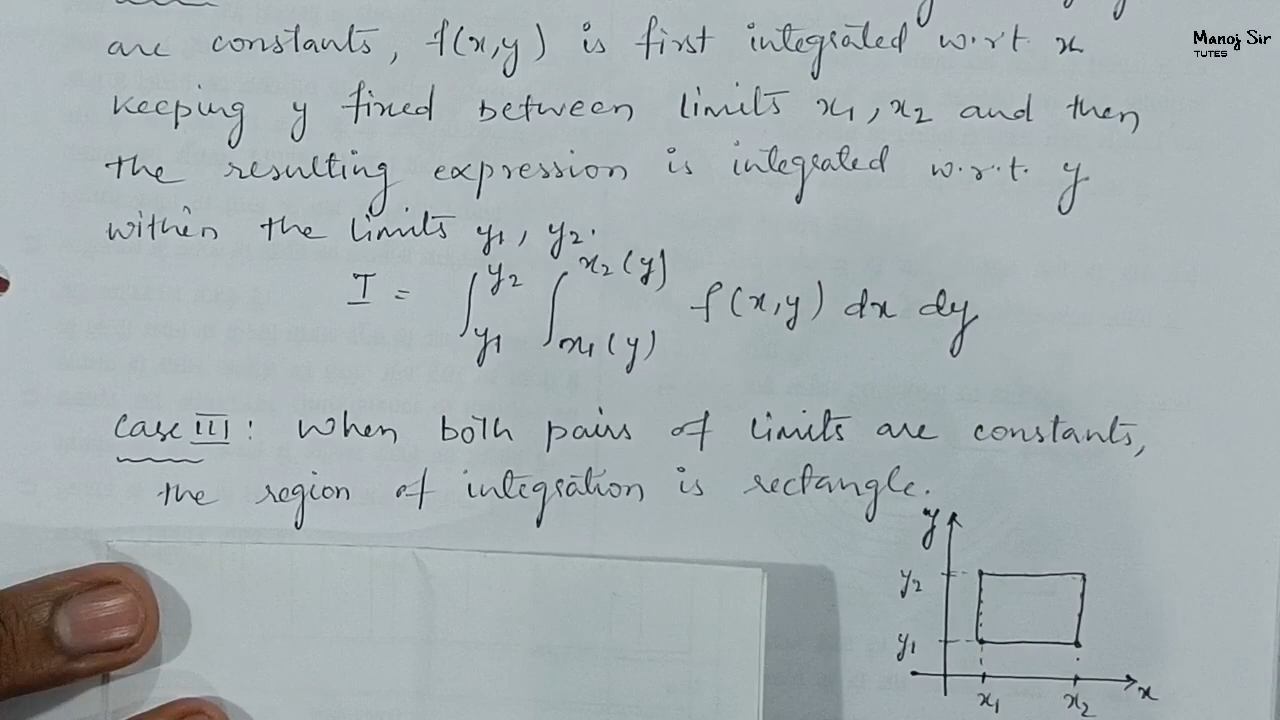 are constants, f(x,y) is first integrated w.r.t. x
Manoj Sir
TUTES
keeping y fixed between limits x₁, x₂ and then
the resulting expression is integrated w.r.t. y
within the limits y₁, y₂.
I = ∫_{y₁}^{y₂} ∫_{x₁(y)}^{x₂(y)} f(x,y) dx dy
Case III: When both pairs of limits are constants,
the region of integration is rectangle.
y
y₂
y₁
x₁ x₂ x